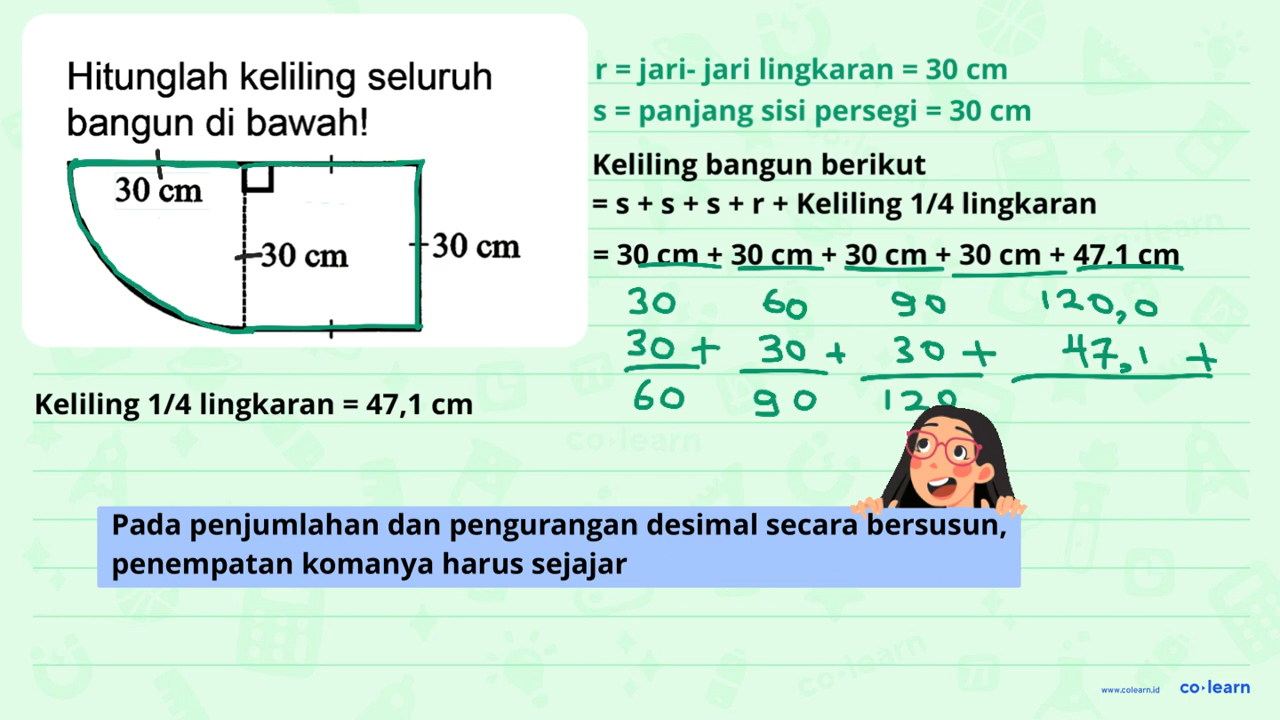 Hitunglah keliling seluruh
bangun di bawah!
30 cm
30 cm
30 cm
r = jari- jari lingkaran = 30 cm
s = panjang sisi persegi = 30 cm
Keliling bangun berikut
= s + s + s + r + Keliling 1/4 lingkaran
= 30 cm + 30 cm + 30 cm + 30 cm + 47,1 cm
30 60 90 120,0
30 + 30 + 30 + 47,1 +
60 90 120
Keliling 1/4 lingkaran = 47,1 cm
Pada penjumlahan dan pengurangan desimal secara bersusun,
penempatan komanya harus sejajar
co·learn
co·learn
www.colearn.id co·learn